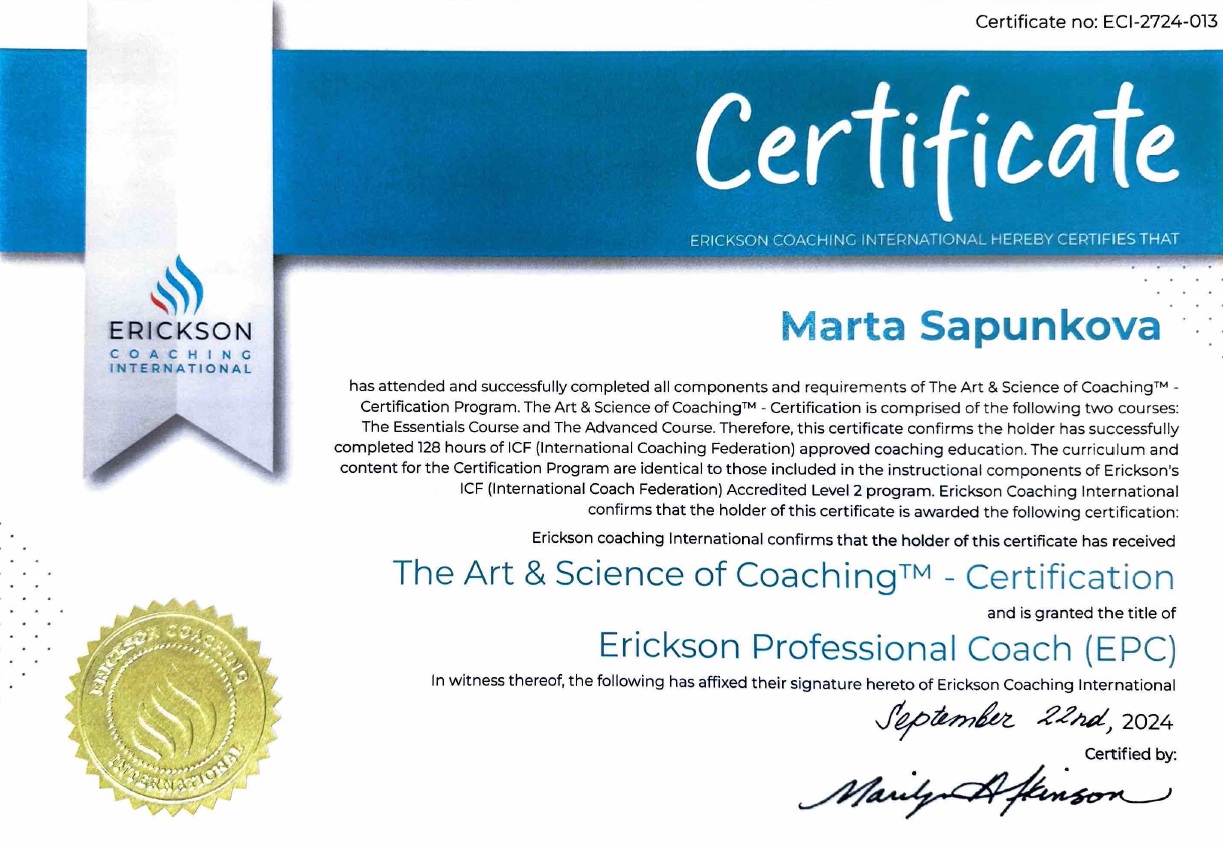 Certificate no: ECI-2724-013
Certificate
ERICKSON COACHING INTERNATIONAL HEREBY CERTIFIES THAT
ERICKSON
COACHING
INTERNATIONAL
Marta Sapunkova
has attended and successfully completed all components and requirements of The Art & Science of Coaching™ -
Certification Program. The Art & Science of Coaching™ - Certification is comprised of the following two courses:
The Essentials Course and The Advanced Course. Therefore, this certificate confirms the holder has successfully
completed 128 hours of ICF (International Coaching Federation) approved coaching education. The curriculum and
content for the Certification Program are identical to those included in the instructional components of Erickson's
ICF (International Coach Federation) Accredited Level 2 program. Erickson Coaching International
confirms that the holder of this certificate is awarded the following certification:
Erickson coaching International confirms that the holder of this certificate has received
The Art & Science of Coaching™ - Certification
and is granted the title of
Erickson Professional Coach (EPC)
In witness thereof, the following has affixed their signature hereto of Erickson Coaching International
September 22nd, 2024
Certified by:
Marilyn Atkinson
ERICKSON COACHING
INTERNATIONAL